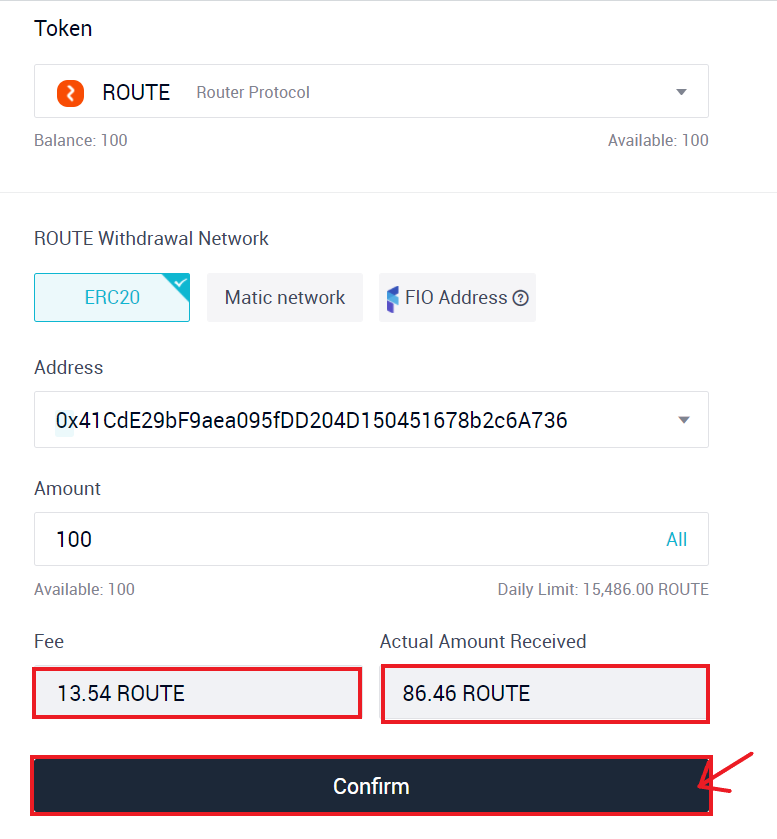 Token
ROUTE Router Protocol
Balance: 100 Available: 100
ROUTE Withdrawal Network
ERC20 Matic network FIO Address ?
Address
0x41CdE29bF9aea095fDD204D150451678b2c6A736
Amount
100 All
Available: 100 Daily Limit: 15,486.00 ROUTE
Fee Actual Amount Received
13.54 ROUTE 86.46 ROUTE
Confirm